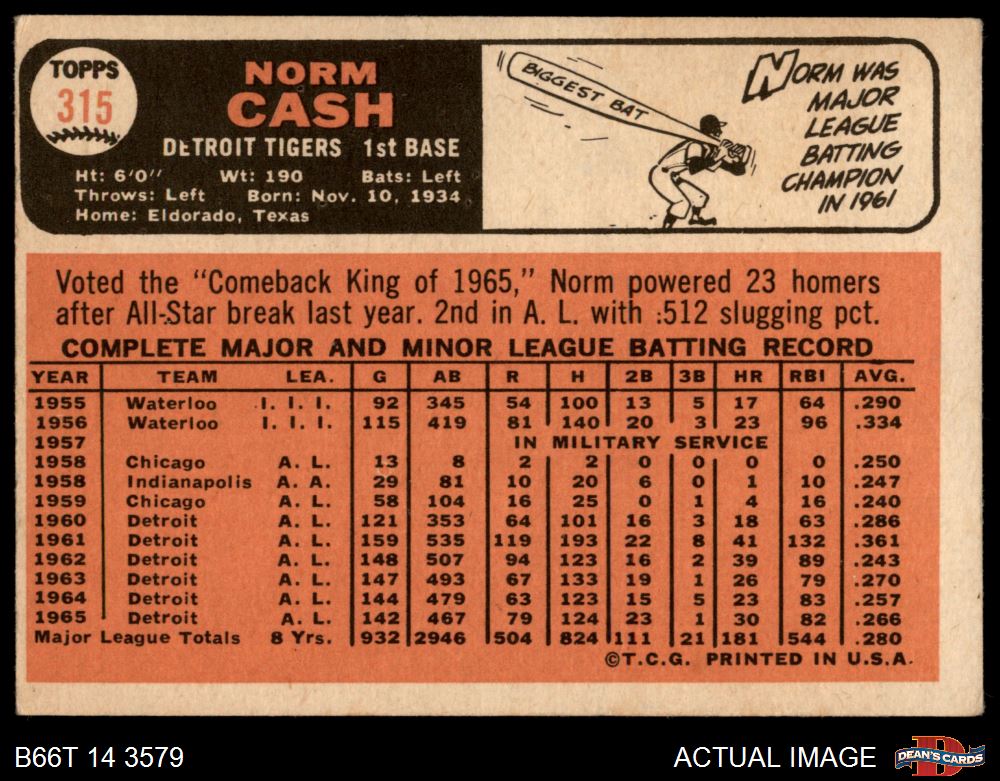 TOPPS
315
NORM
CASH
DETROIT TIGERS 1st BASE
Ht: 6'0" Wt: 190 Bats: Left
Throws: Left Born: Nov. 10, 1934
Home: Eldorado, Texas
BIGGEST BAT
NORM WAS
MAJOR
LEAGUE
BATTING
CHAMPION
IN 1961
Voted the "Comeback King of 1965," Norm powered 23 homers
after All-Star break last year. 2nd in A. L. with .512 slugging pct.
COMPLETE MAJOR AND MINOR LEAGUE BATTING RECORD
YEAR TEAM LEA. G AB R H 2B 3B HR RBI AVG.
1955 Waterloo I. I. I. 92 345 54 100 13 5 17 64 .290
1956 Waterloo I. I. I. 115 419 81 140 20 3 23 96 .334
1957 IN MILITARY SERVICE
1958 Chicago A. L. 13 8 2 2 0 0 0 0 .250
1958 Indianapolis A. A. 29 81 10 20 6 0 1 10 .247
1959 Chicago A. L. 58 104 16 25 0 1 4 16 .240
1960 Detroit A. L. 121 353 64 101 16 3 18 63 .286
1961 Detroit A. L. 159 535 119 193 22 8 41 132 .361
1962 Detroit A. L. 148 507 94 123 16 2 39 89 .243
1963 Detroit A. L. 147 493 67 133 19 1 26 79 .270
1964 Detroit A. L. 144 479 63 123 15 5 23 83 .257
1965 Detroit A. L. 142 467 79 124 23 1 30 82 .266
Major League Totals 8 Yrs. 932 2946 504 824 111 21 181 544 .280
©T.C.G. PRINTED IN U.S.A.
B66T 14 3579
ACTUAL IMAGE
DEAN'S CARDS